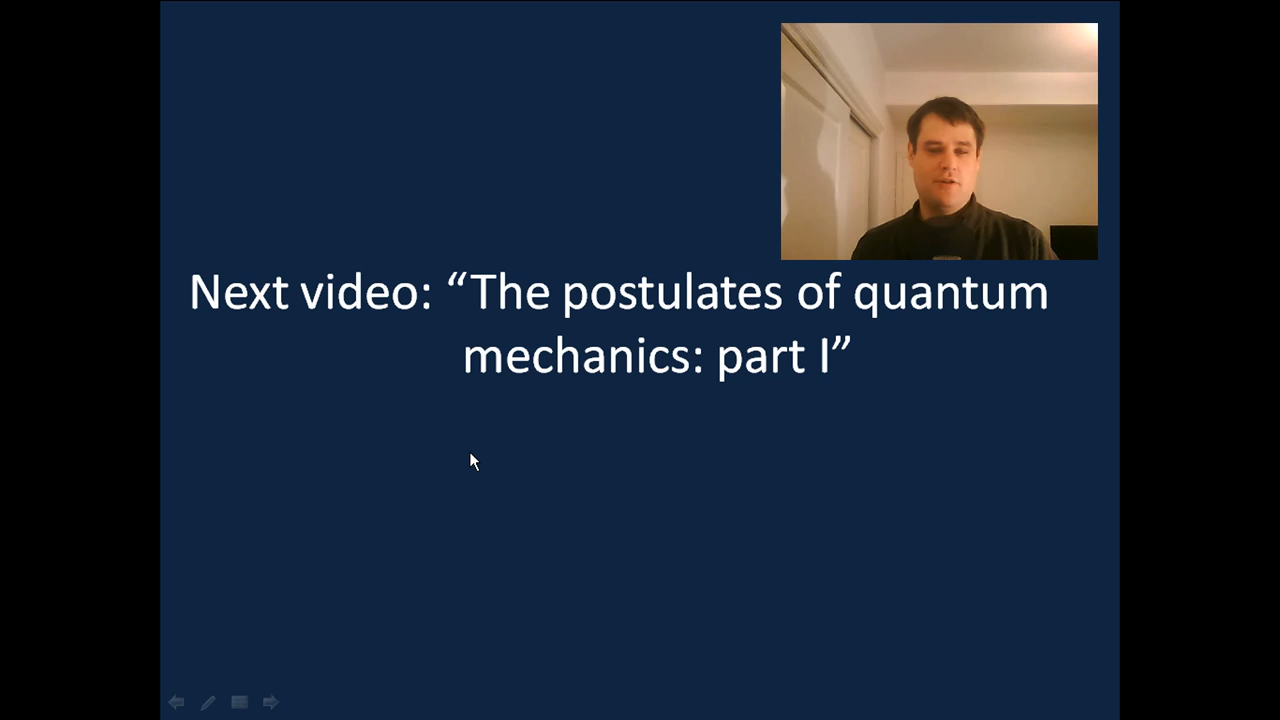 Next video: “The postulates of quantum
mechanics: part I”